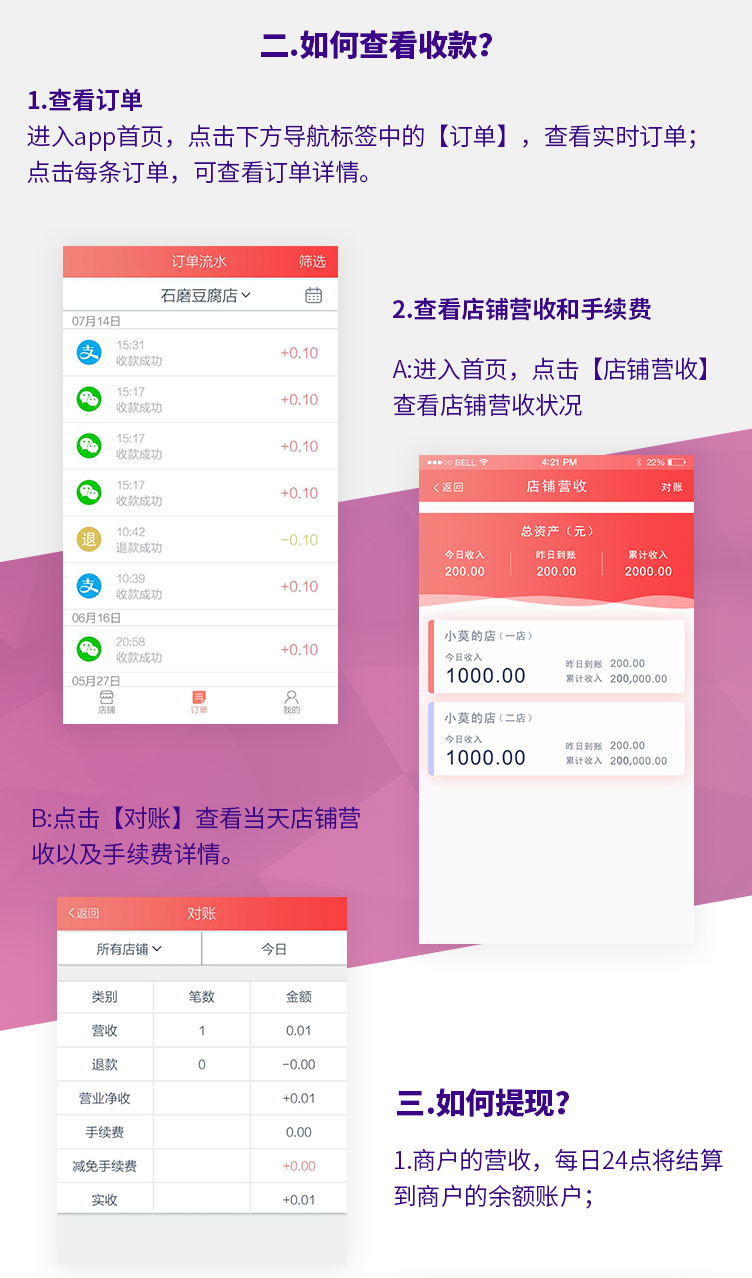 二.如何查看收款?
1.查看订单
进入app首页，点击下方导航标签中的【订单】，查看实时订单；
点击每条订单，可查看订单详情。
订单流水 筛选
石磨豆腐店
07月14日
支 15:31
收款成功 +0.10
15:17
收款成功 +0.10
15:17
收款成功 +0.10
15:17
收款成功 +0.10
退 10:42
退款成功 −0.10
支 10:39
收款成功 +0.10
06月16日
20:58
收款成功 +0.10
05月27日
店铺 订单 我的
2.查看店铺营收和手续费
A:进入首页，点击【店铺营收】
查看店铺营收状况
BELL 4:21 PM 22%
返回 店铺营收 对账
总资产（元）
今日收入 昨日到账 累计收入
200.00 200.00 2000.00
小莫的店（一店）
今日收入
1000.00
昨日到账 200.00
累计收入 200,000.00
小莫的店（二店）
今日收入
1000.00
昨日到账 200.00
累计收入 200,000.00
B:点击【对账】查看当天店铺营
收以及手续费详情。
返回 对账
所有店铺 今日
类别 笔数 金额
营收 1 0.01
退款 0 −0.00
营业净收 +0.01
手续费 0.00
减免手续费 +0.00
实收 +0.01
三.如何提现?
1.商户的营收，每日24点将结算
到商户的余额账户；